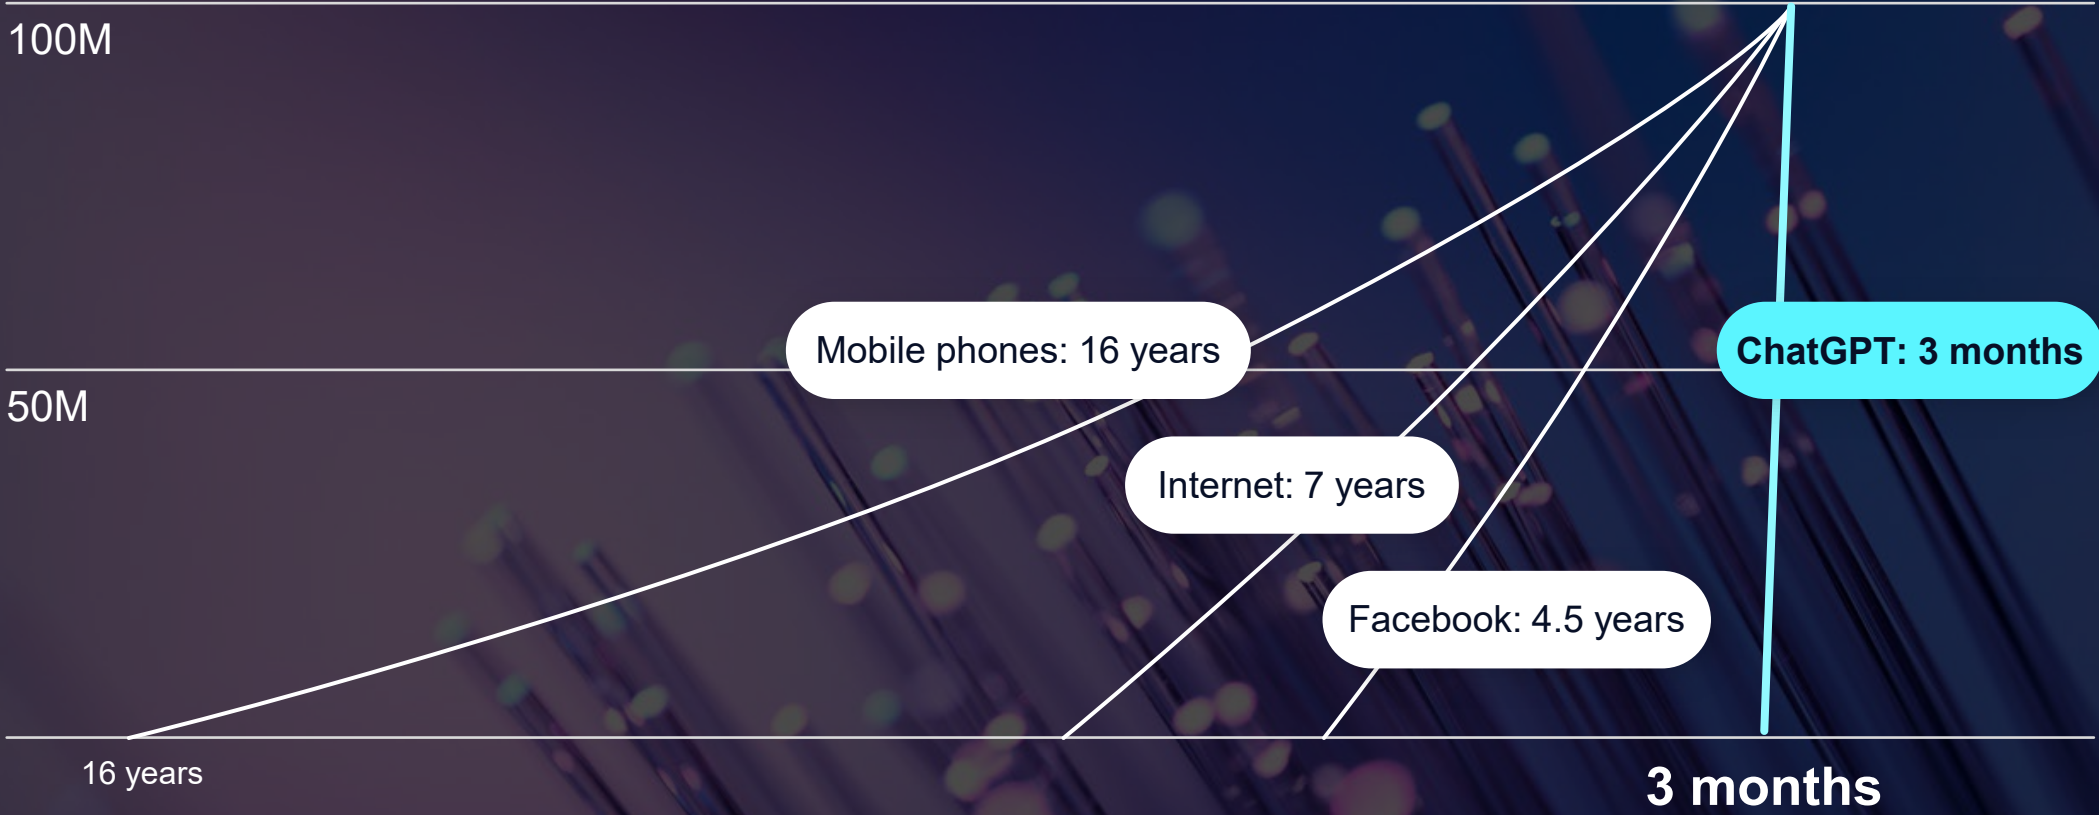 100M
Mobile phones: 16 years
ChatGPT: 3 months
50M
Internet: 7 years
Facebook: 4.5 years
16 years
3 months